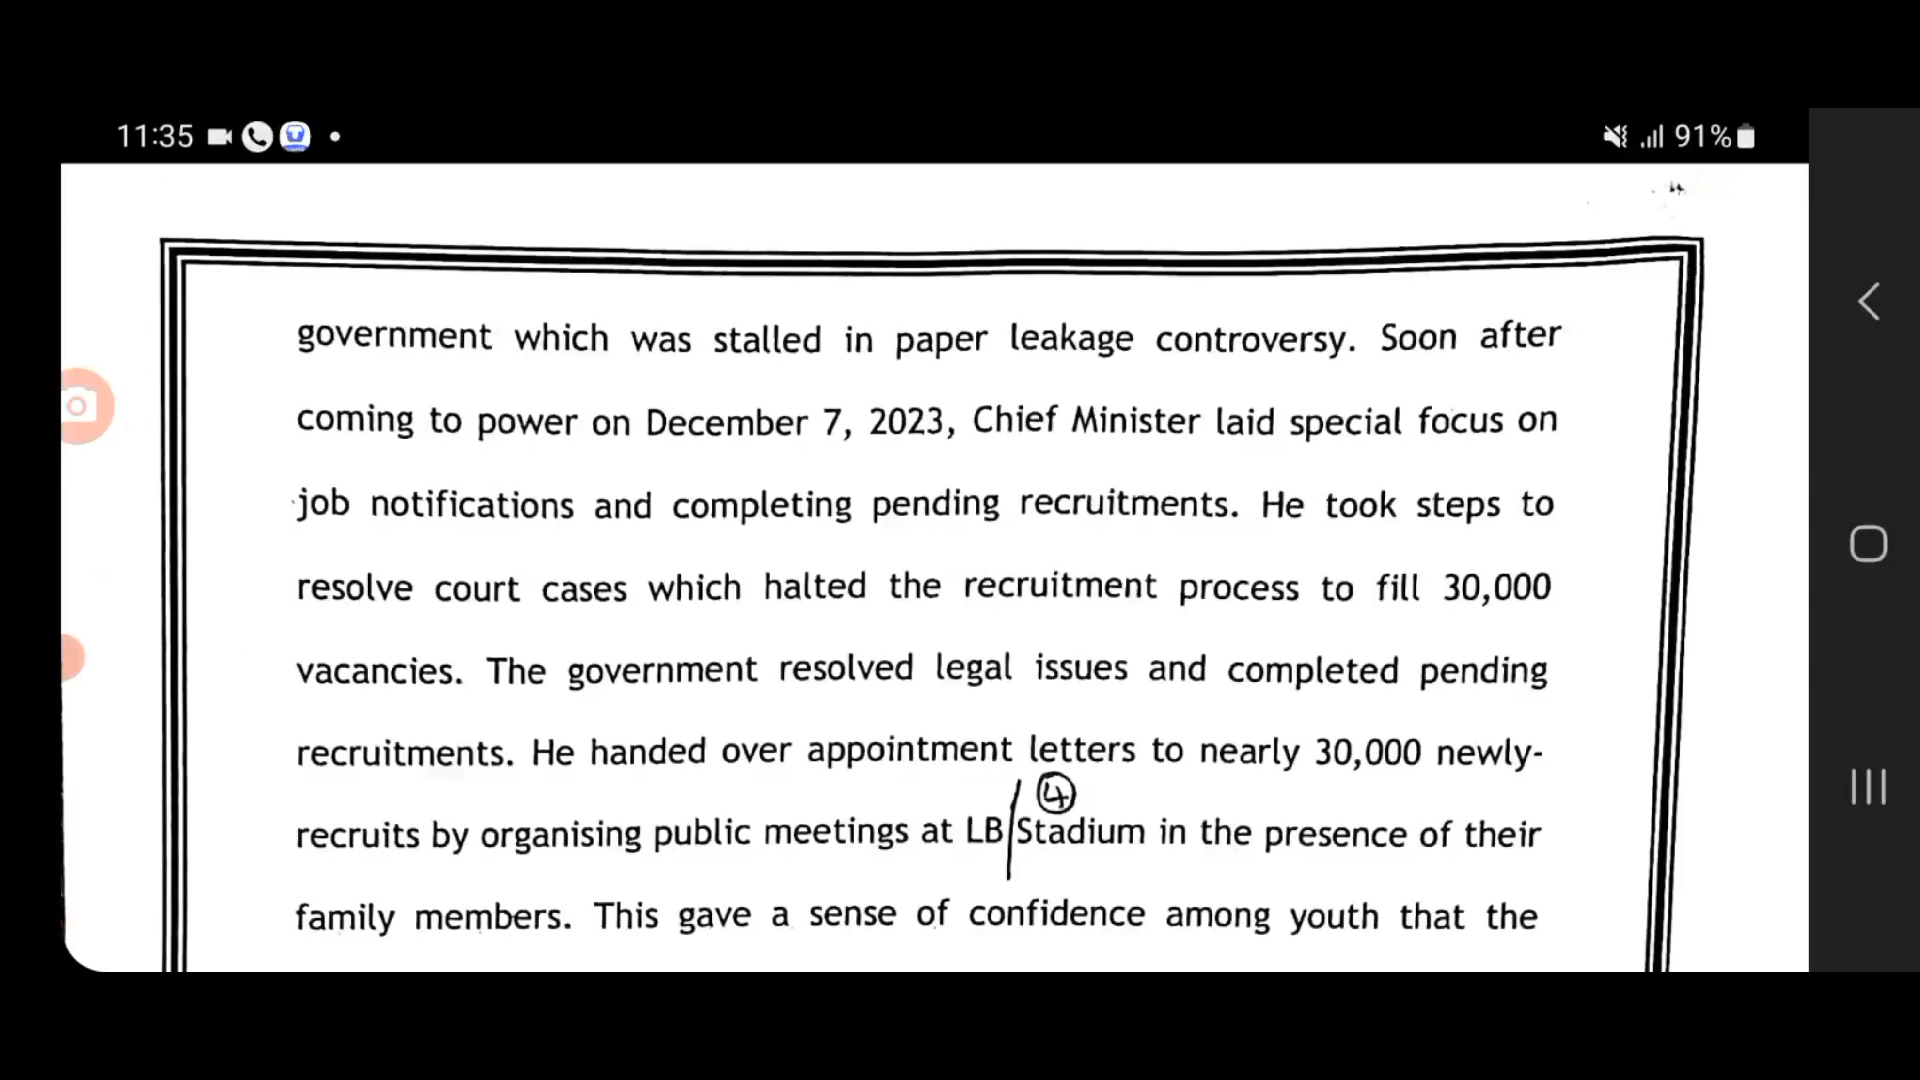 11:35
91%
government which was stalled in paper leakage controversy. Soon after
coming to power on December 7, 2023, Chief Minister laid special focus on
job notifications and completing pending recruitments. He took steps to
resolve court cases which halted the recruitment process to fill 30,000
vacancies. The government resolved legal issues and completed pending
recruitments. He handed over appointment letters to nearly 30,000 newly-
4
recruits by organising public meetings at LB/Stadium in the presence of their
family members. This gave a sense of confidence among youth that the